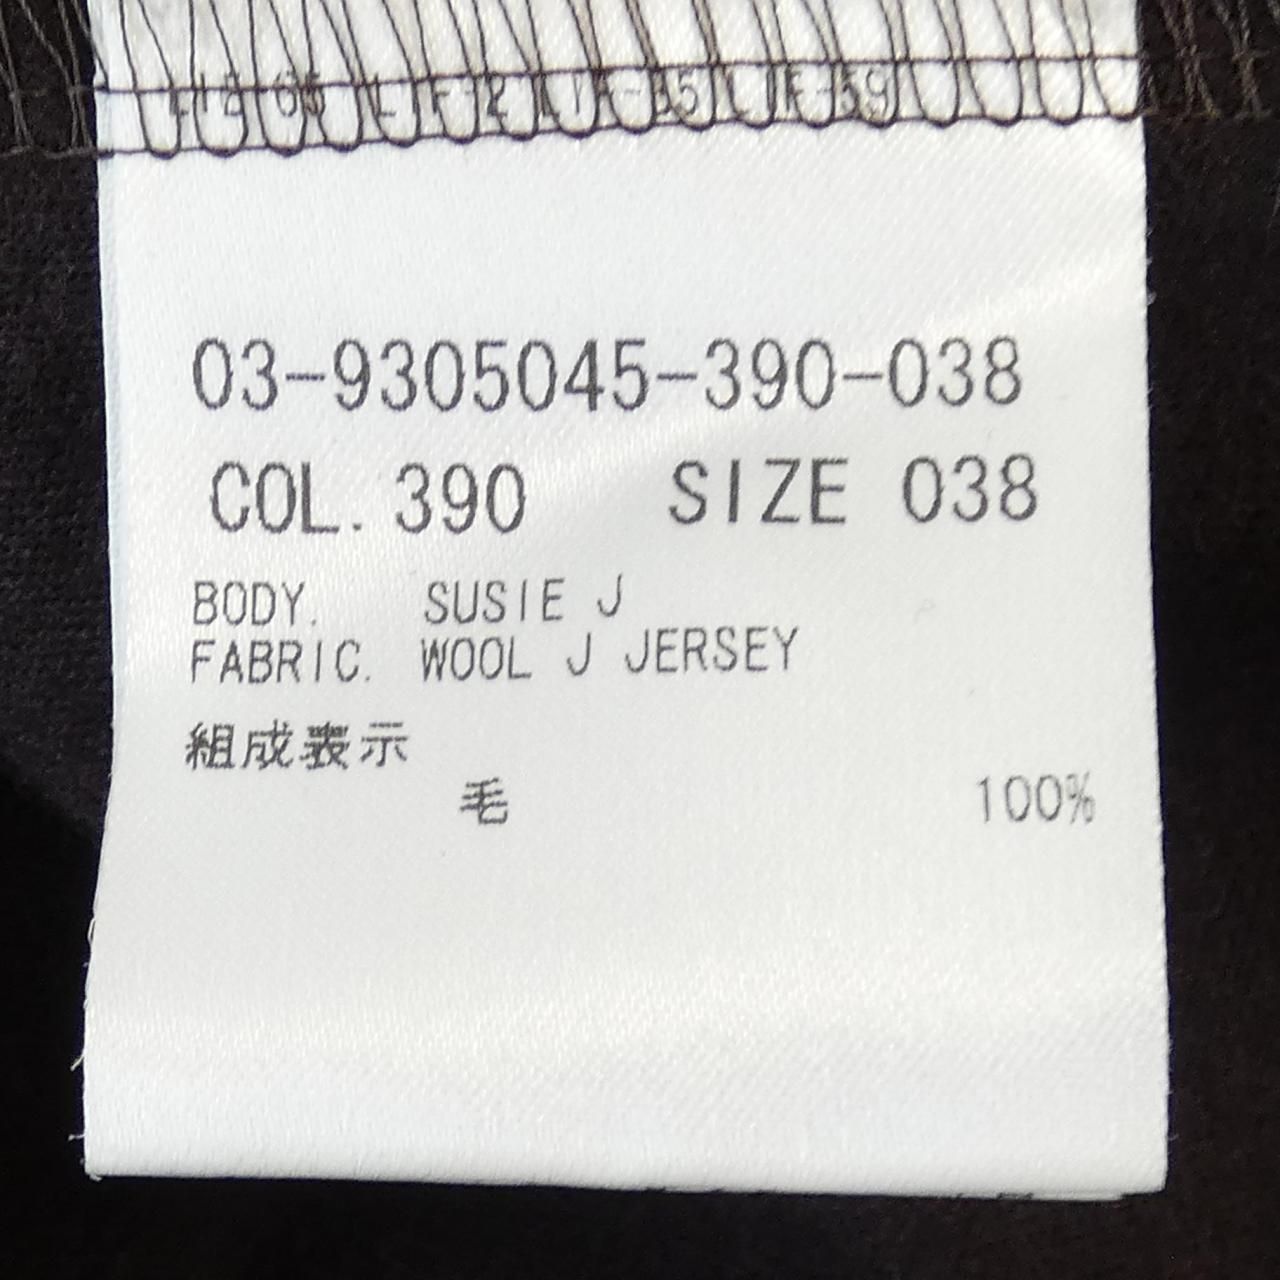 03-9305045-390-038
COL. 390 SIZE 038
BODY. SUSIE J
FABRIC. WOOL J JERSEY
組成表示
毛 100%